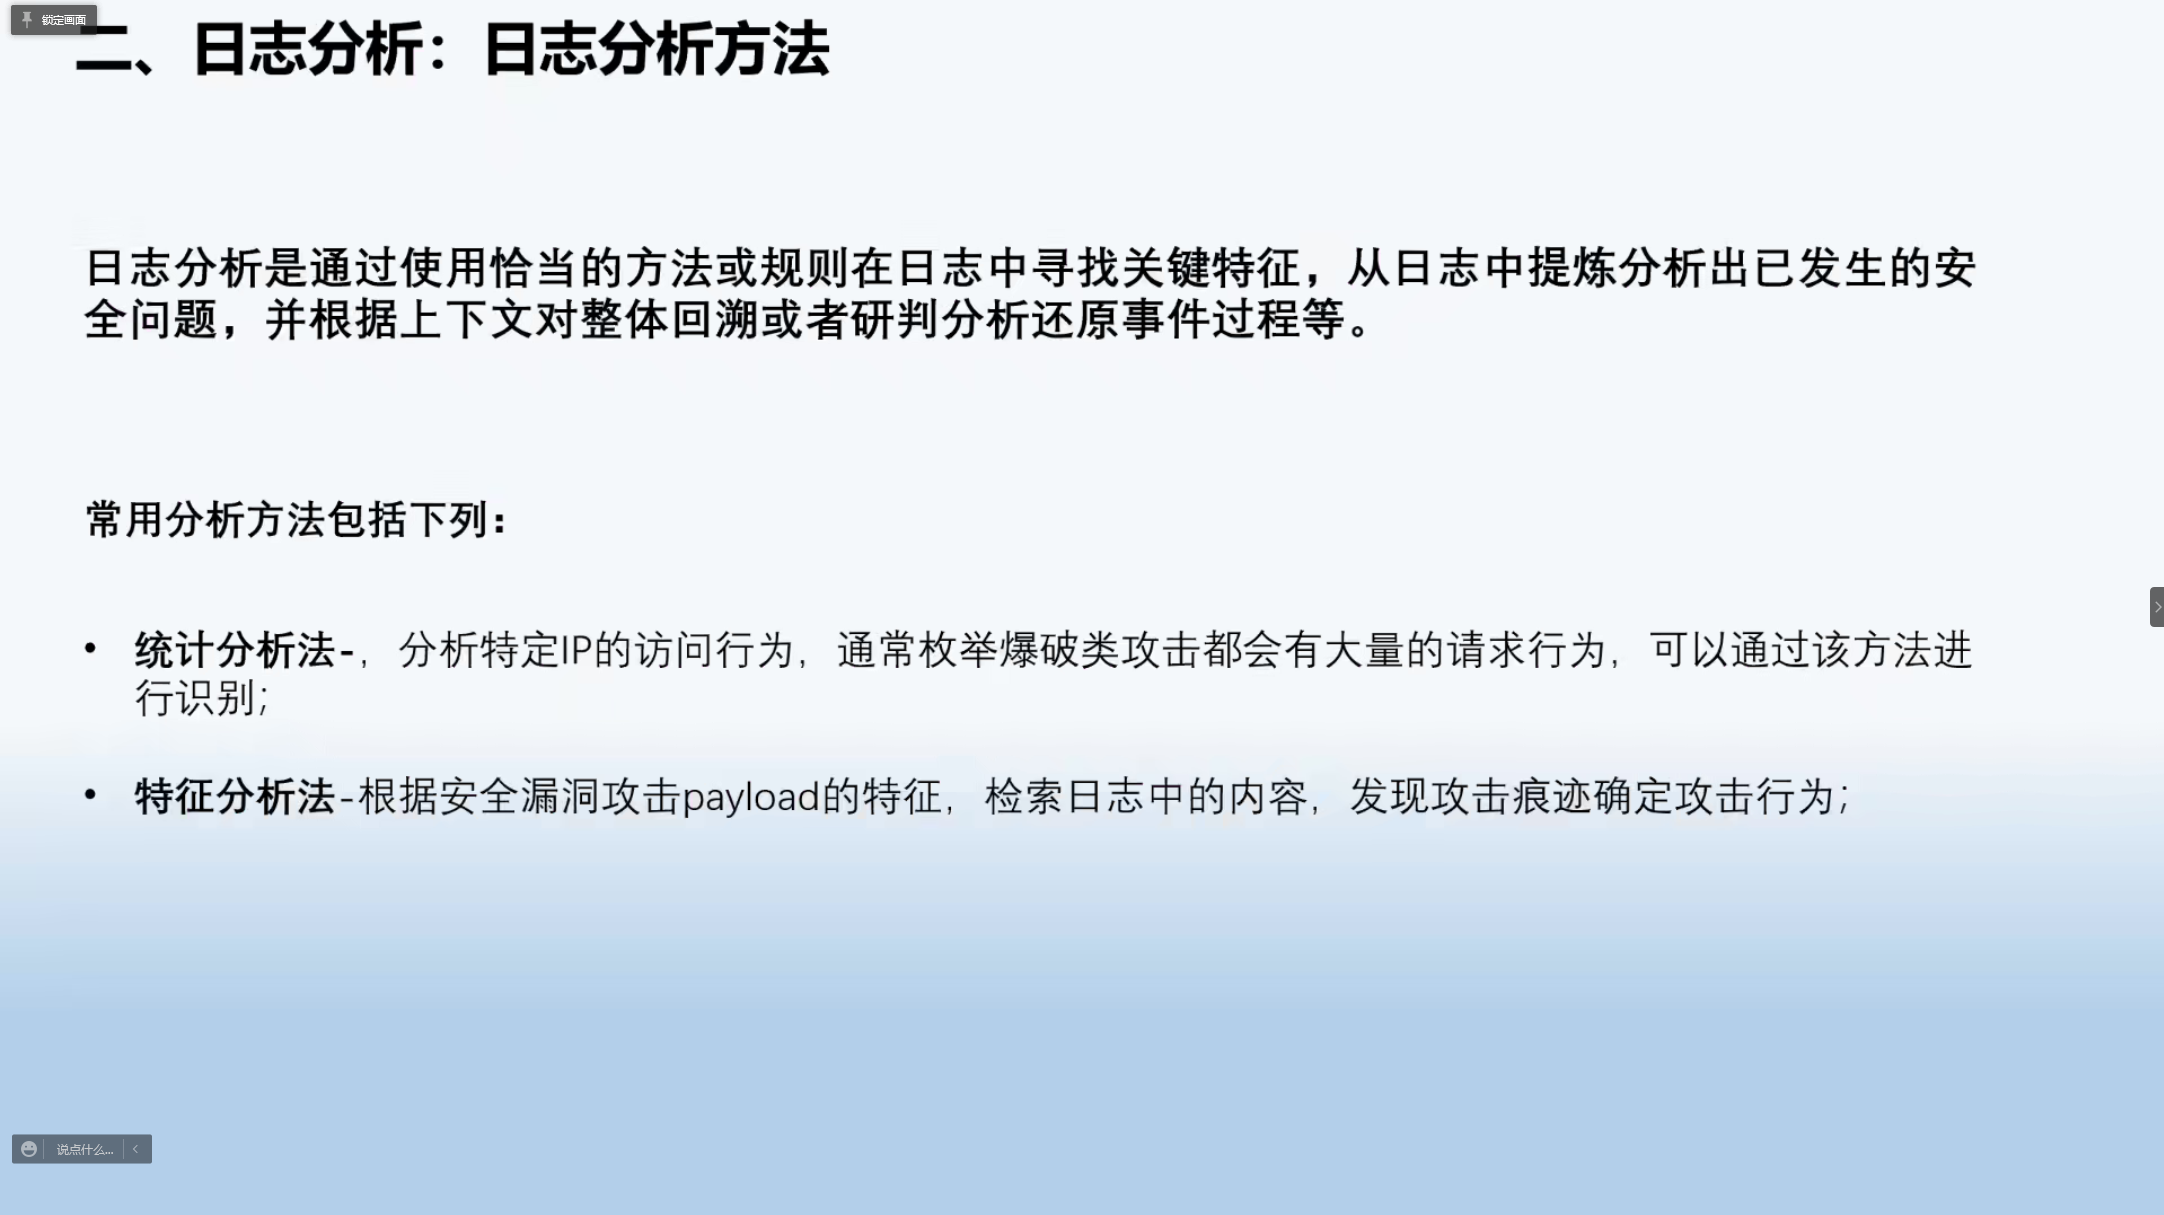 锁定画面
二、日志分析：日志分析方法
日志分析是通过使用恰当的方法或规则在日志中寻找关键特征，从日志中提炼分析出已发生的安
全问题，并根据上下文对整体回溯或者研判分析还原事件过程等。
常用分析方法包括下列：
• 统计分析法-，分析特定IP的访问行为，通常枚举爆破类攻击都会有大量的请求行为，可以通过该方法进
行识别；
• 特征分析法-根据安全漏洞攻击payload的特征，检索日志中的内容，发现攻击痕迹确定攻击行为；
说点什么...